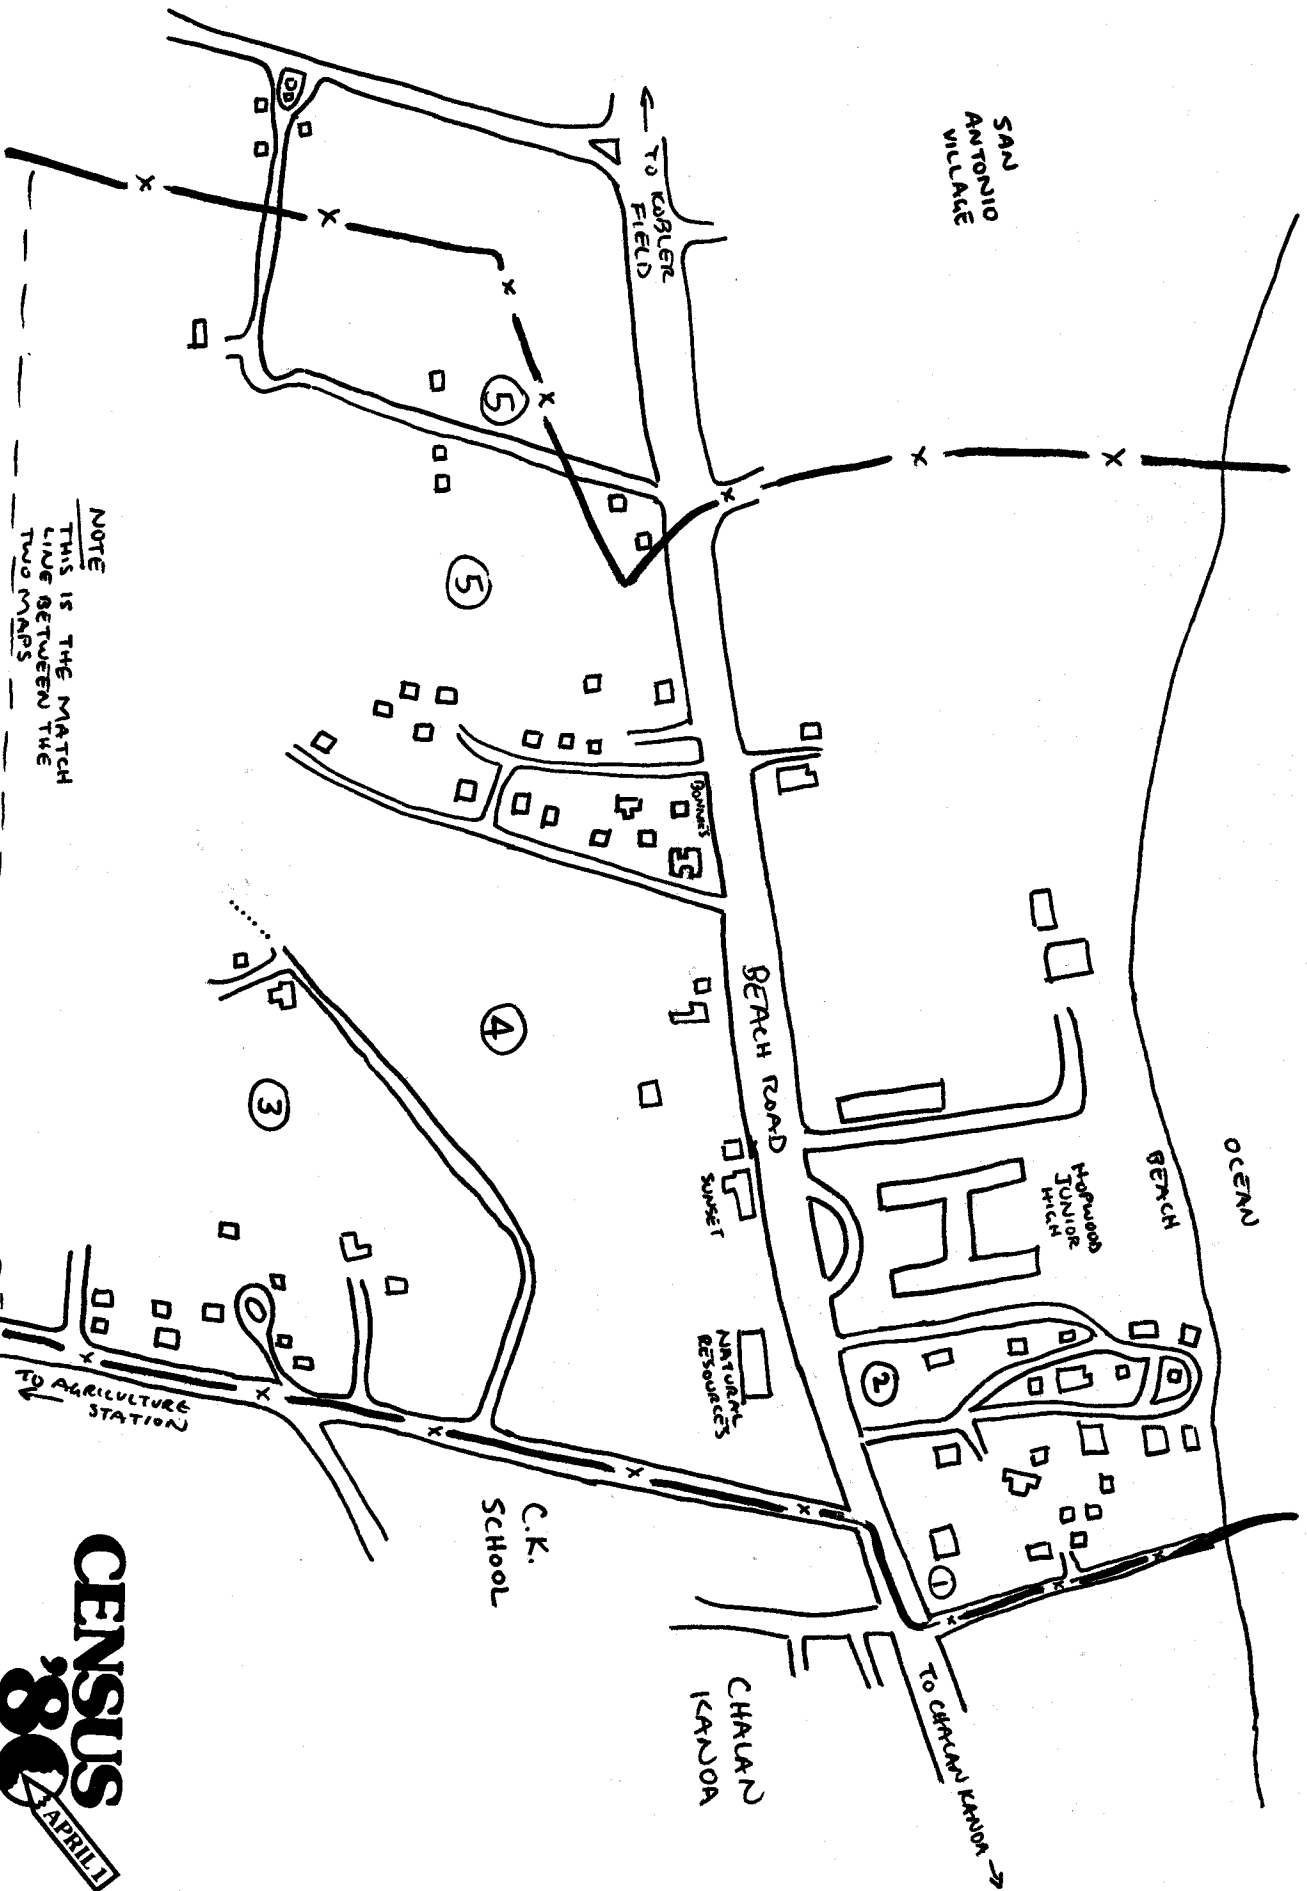 SAN
ANTONIO
VILLAGE
← TO KOBLER
FIELD
OCEAN
BEACH
HOPWOOD
JUNIOR
HIGH
BEACH ROAD
BONNIES
SUNSET
NATURAL
RESOURCES
5
5
4
3
2
1
NOTE
THIS IS THE MATCH
LINE BETWEEN THE
TWO MAPS
TO AGRICULTURE
STATION
←
C.K.
SCHOOL
CHALAN
KANOA
TO CHALAN KANOA →
CENSUS
'80
APRIL 1